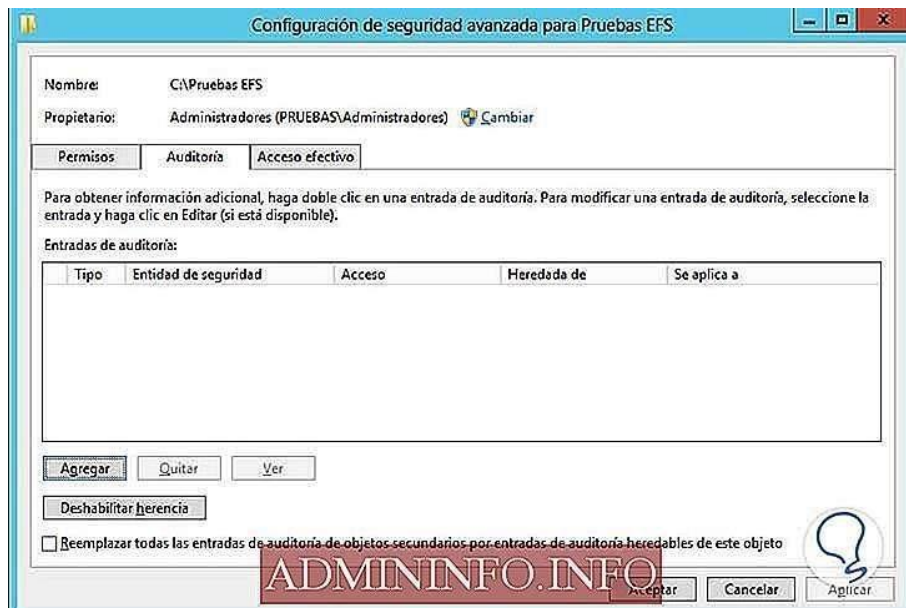 Configuración de seguridad avanzada para Pruebas EFS
Nombre: C:\Pruebas EFS
Propietario: Administradores (PRUEBAS\Administradores) Cambiar
Permisos Auditoría Acceso efectivo
Para obtener información adicional, haga doble clic en una entrada de auditoría. Para modificar una entrada de auditoría, seleccione la
entrada y haga clic en Editar (si está disponible).
Entradas de auditoría:
Tipo Entidad de seguridad Acceso Heredada de Se aplica a
Agregar Quitar Ver
Deshabilitar herencia
Reemplazar todas las entradas de auditoría de objetos secundarios por entradas de auditoría heredables de este objeto
ADMININFO.INFO
Aceptar Cancelar Aplicar